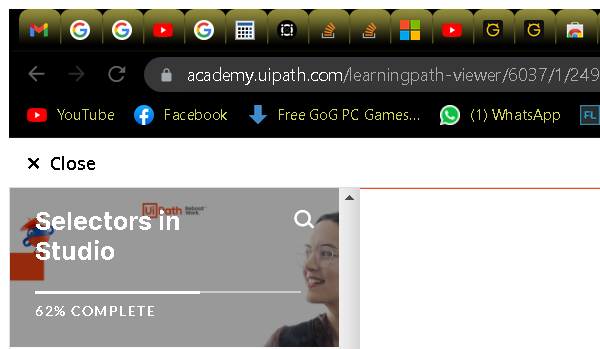 academy.uipath.com/learningpath-viewer/6037/1/249
YouTube Facebook Free GoG PC Games... (1) WhatsApp FL
× Close
Ui Path Reboot Work.
Selectors in
Studio
62% COMPLETE